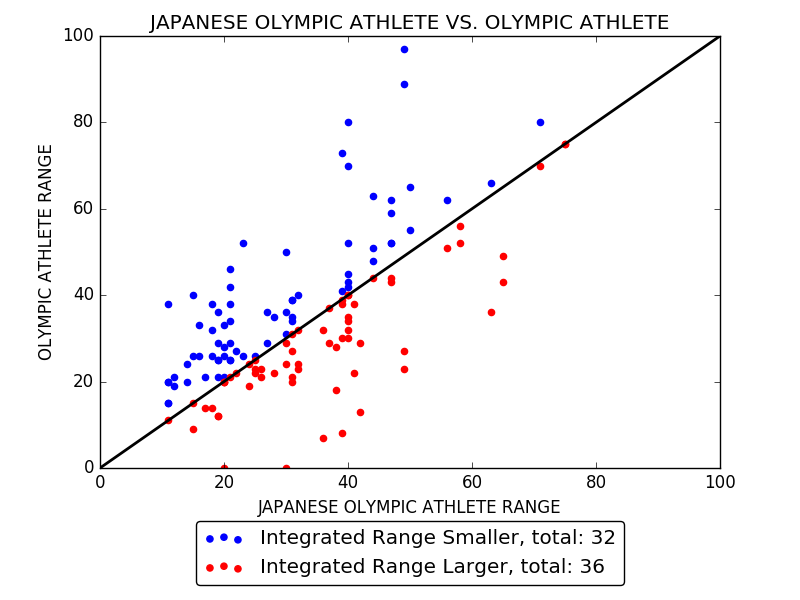 JAPANESE OLYMPIC ATHLETE VS. OLYMPIC ATHLETE
100
80
60
40
20
0
OLYMPIC ATHLETE RANGE
0 20 40 60 80 100
JAPANESE OLYMPIC ATHLETE RANGE
Integrated Range Smaller, total: 32
Integrated Range Larger, total: 36